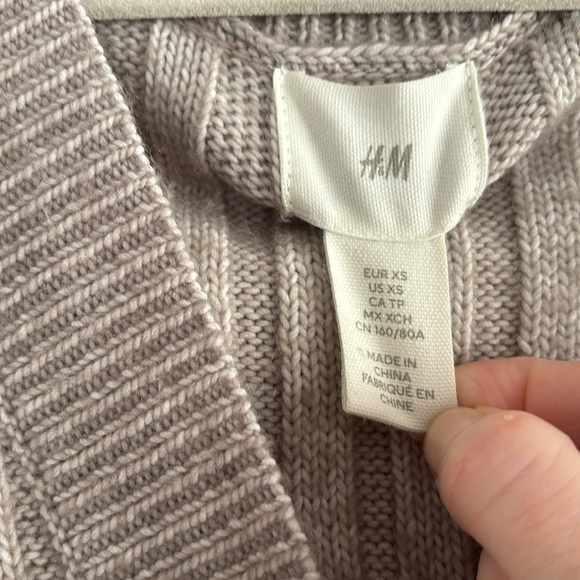 H&M
EUR XS
US XS
CA TP
MX XCH
CN 160/80A
MADE IN
CHINA
FABRIQUÉ EN
CHINE